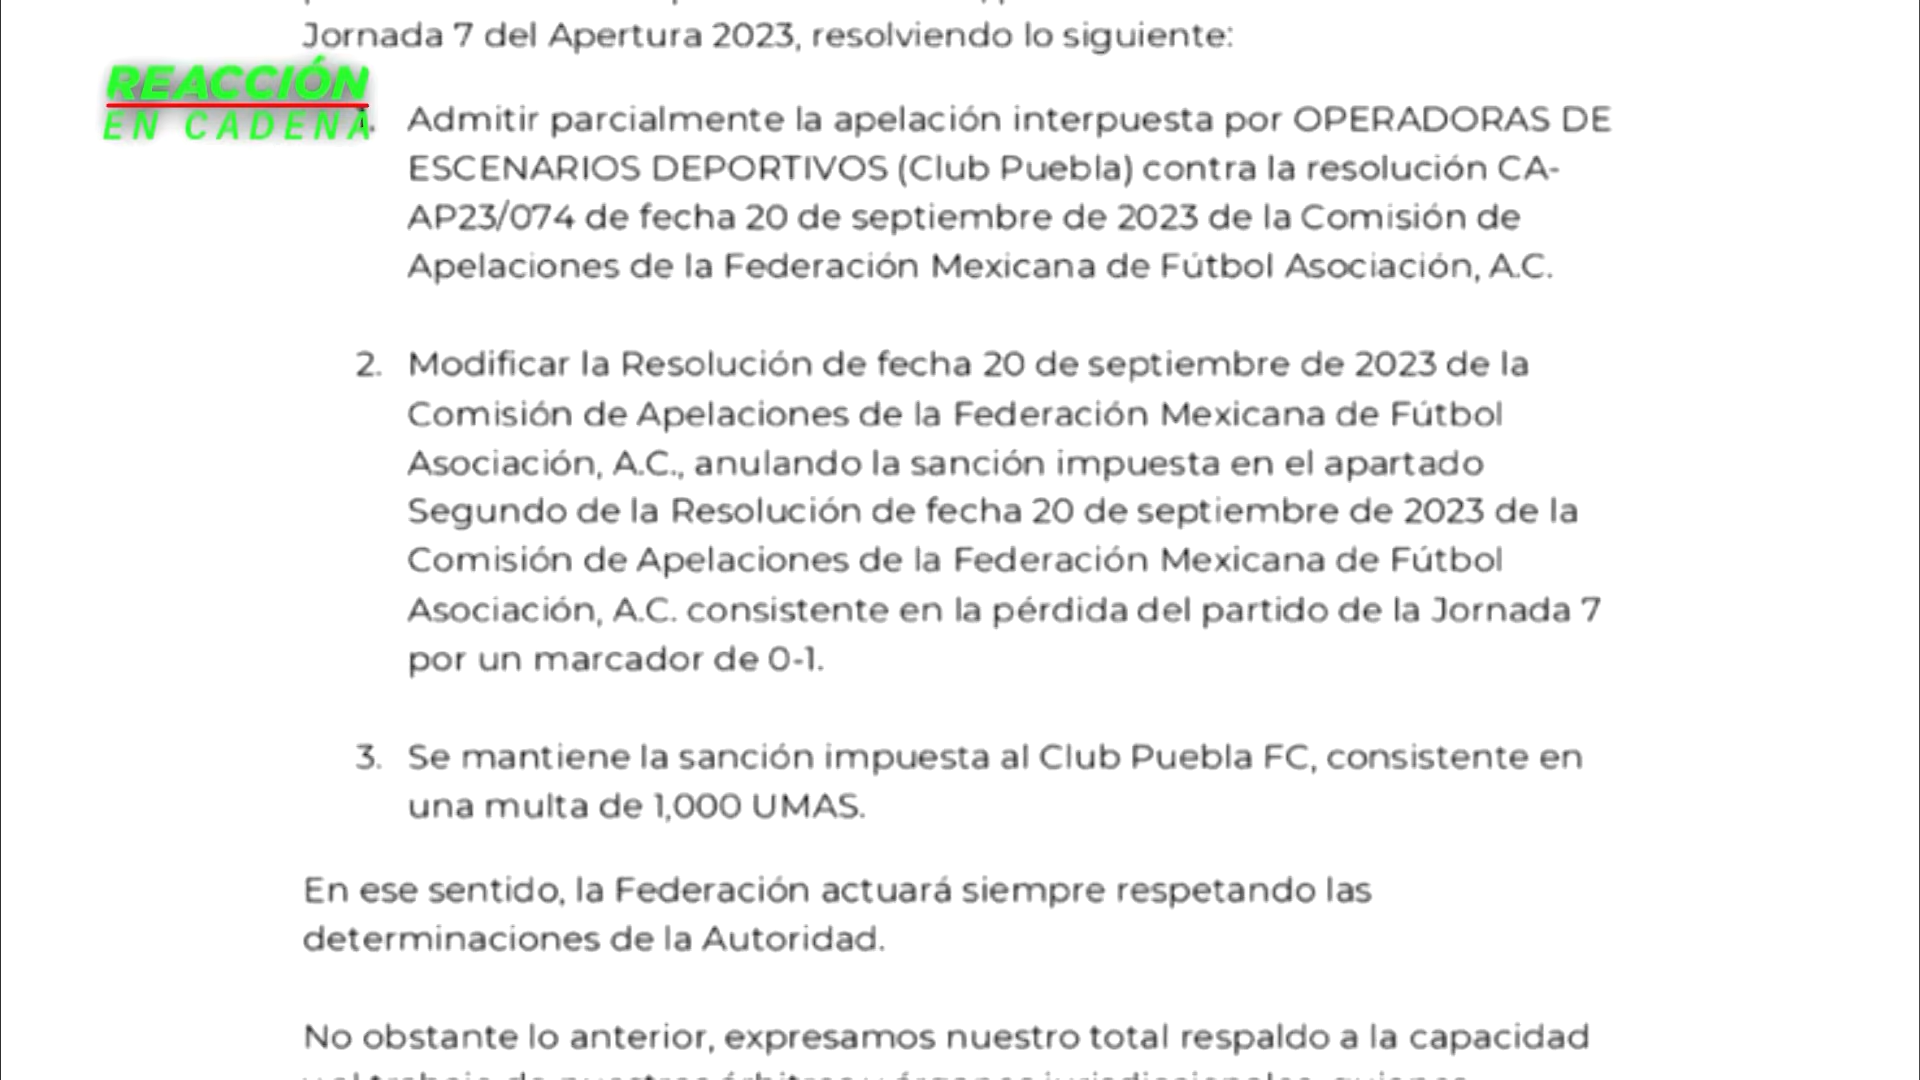 Jornada 7 del Apertura 2023, resolviendo lo siguiente:
REACCIÓN
EN CADENA
1. Admitir parcialmente la apelación interpuesta por OPERADORAS DE
ESCENARIOS DEPORTIVOS (Club Puebla) contra la resolución CA-
AP23/074 de fecha 20 de septiembre de 2023 de la Comisión de
Apelaciones de la Federación Mexicana de Fútbol Asociación, A.C.
2. Modificar la Resolución de fecha 20 de septiembre de 2023 de la
Comisión de Apelaciones de la Federación Mexicana de Fútbol
Asociación, A.C., anulando la sanción impuesta en el apartado
Segundo de la Resolución de fecha 20 de septiembre de 2023 de la
Comisión de Apelaciones de la Federación Mexicana de Fútbol
Asociación, A.C. consistente en la pérdida del partido de la Jornada 7
por un marcador de 0-1.
3. Se mantiene la sanción impuesta al Club Puebla FC, consistente en
una multa de 1,000 UMAS.
En ese sentido, la Federación actuará siempre respetando las
determinaciones de la Autoridad.
No obstante lo anterior, expresamos nuestro total respaldo a la capacidad